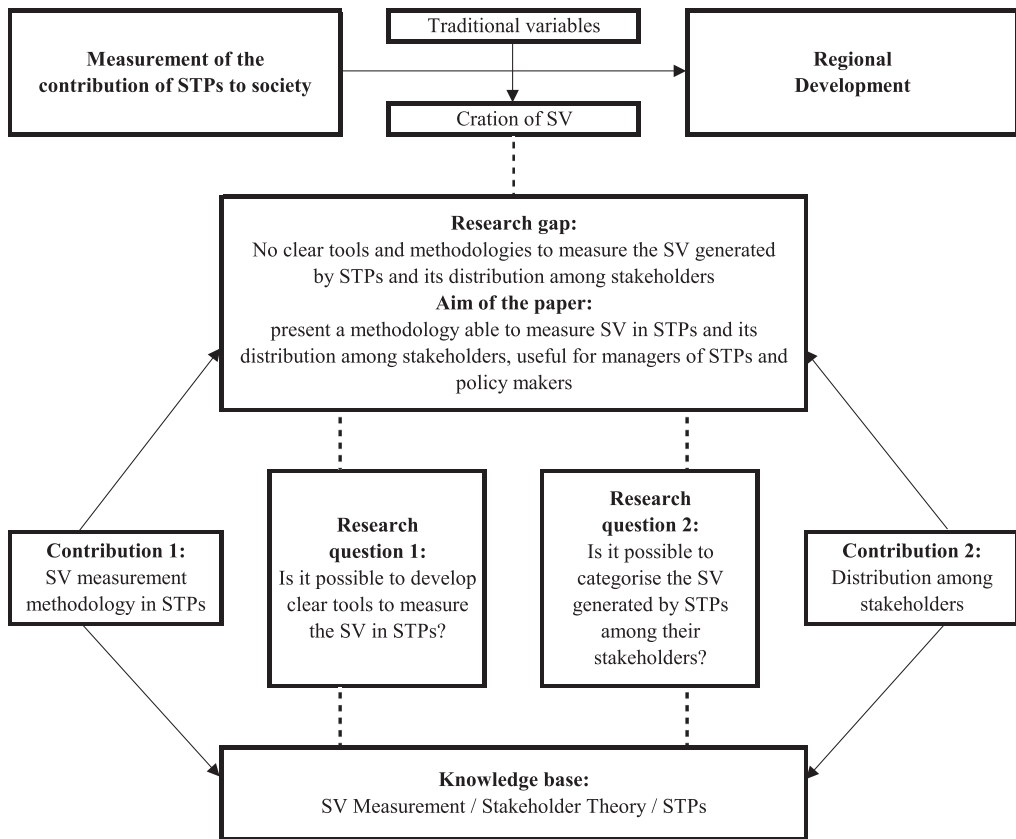 Traditional variables
Measurement of the
contribution of STPs to society
Regional
Development
Cration of SV
Research gap:
No clear tools and methodologies to measure the SV generated
by STPs and its distribution among stakeholders
Aim of the paper:
present a methodology able to measure SV in STPs and its
distribution among stakeholders, useful for managers of STPs and
policy makers
Contribution 1:
SV measurement
methodology in STPs
Research
question 1:
Is it possible to develop
clear tools to measure
the SV in STPs?
Research
question 2:
Is it possible to
categorise the SV
generated by STPs
among their
stakeholders?
Contribution 2:
Distribution among
stakeholders
Knowledge base:
SV Measurement / Stakeholder Theory / STPs